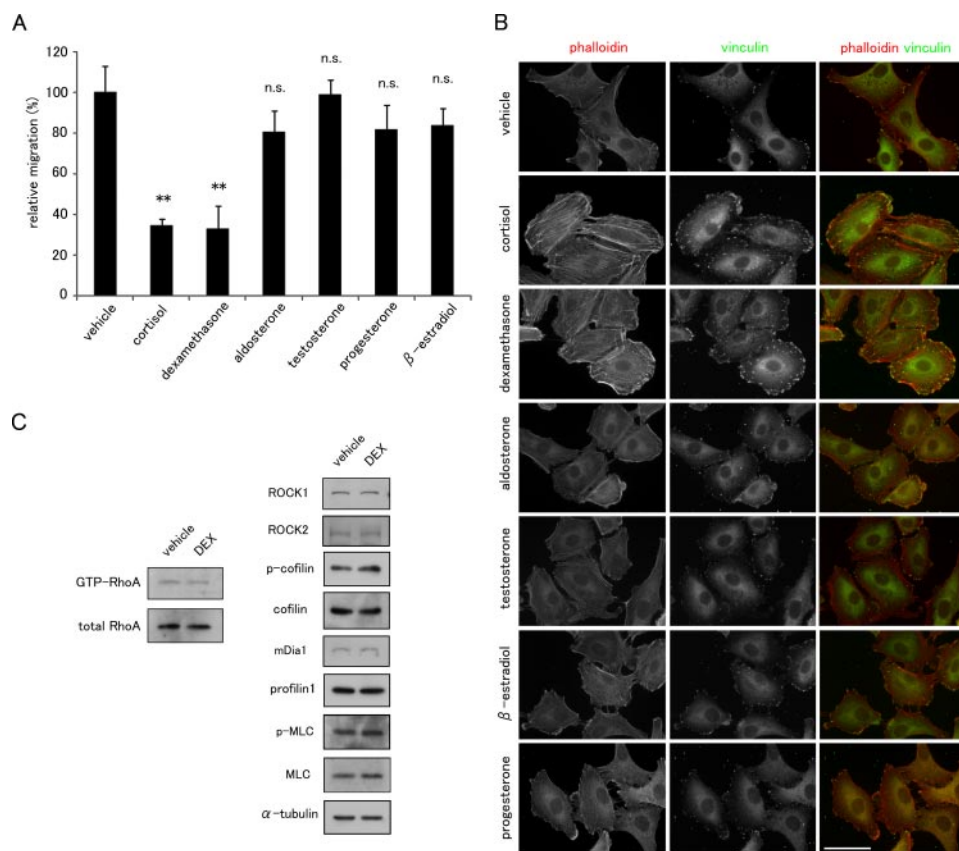 A
relative migration (%)
120
100
80
60
40
20
0
**
**
n.s.
n.s.
n.s.
n.s.
vehicle
cortisol
dexamethasone
aldosterone
testosterone
progesterone
β-estradiol
B
phalloidin
vinculin
phalloidin vinculin
vehicle
cortisol
dexamethasone
aldosterone
testosterone
β-estradiol
progesterone
C
vehicle
DEX
GTP-RhoA
total RhoA
vehicle
DEX
ROCK1
ROCK2
p-cofilin
cofilin
mDia1
profilin1
p-MLC
MLC
α-tubulin